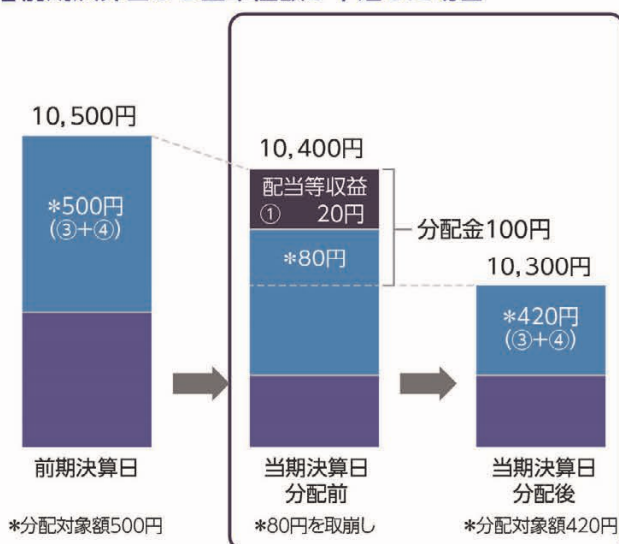 10,500円
*500円
(③+④)
前期決算日
*分配対象額500円
10,400円
配当等収益
① 20円
*80円
分配金100円
当期決算日
分配前
*80円を取崩し
10,300円
*420円
(③+④)
当期決算日
分配後
*分配対象額420円